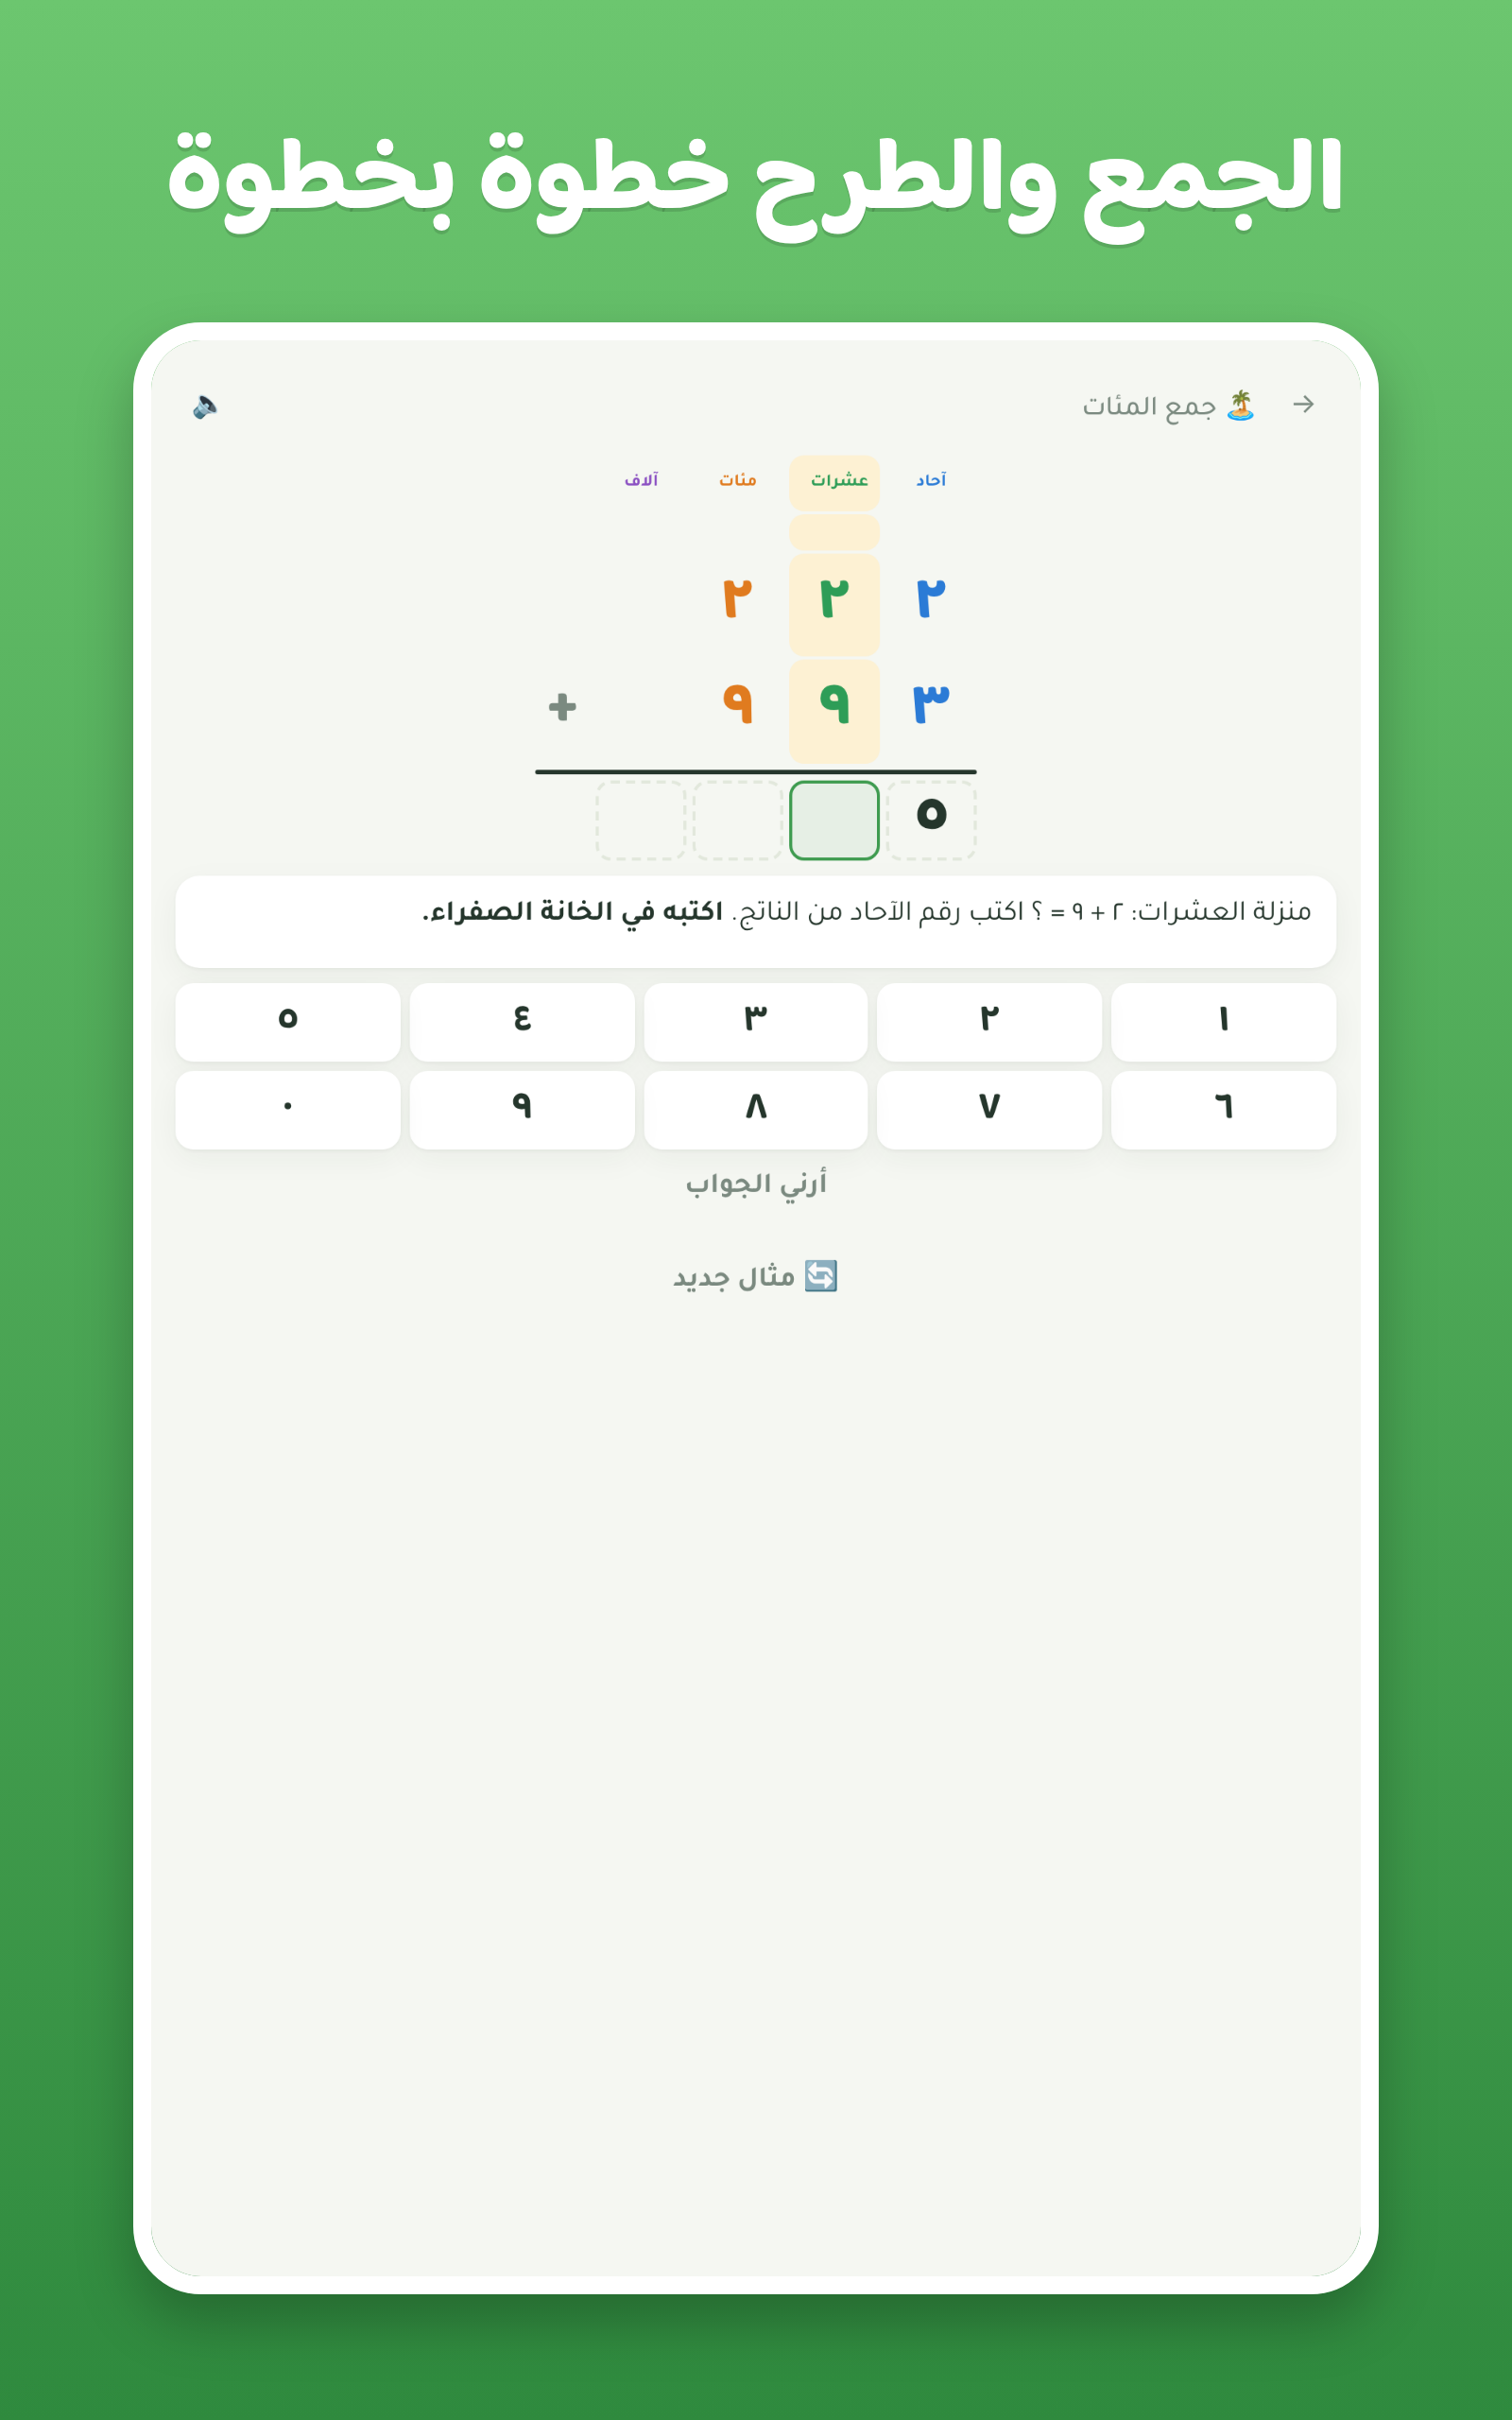 الجمع والطرح خطوة بخطوة
→ 🏝️ جمع المئات 🔈
آحاد عشرات مئات آلاف
٢ ٢ ٢
٣ ٩ ٩ +
٥
منزلة العشرات: ٢ + ٩ = ؟ اكتب رقم الآحاد من الناتج. اكتبه في الخانة الصفراء.
١ ٢ ٣ ٤ ٥
٦ ٧ ٨ ٩ ٠
أرني الجواب
🔄 مثال جديد